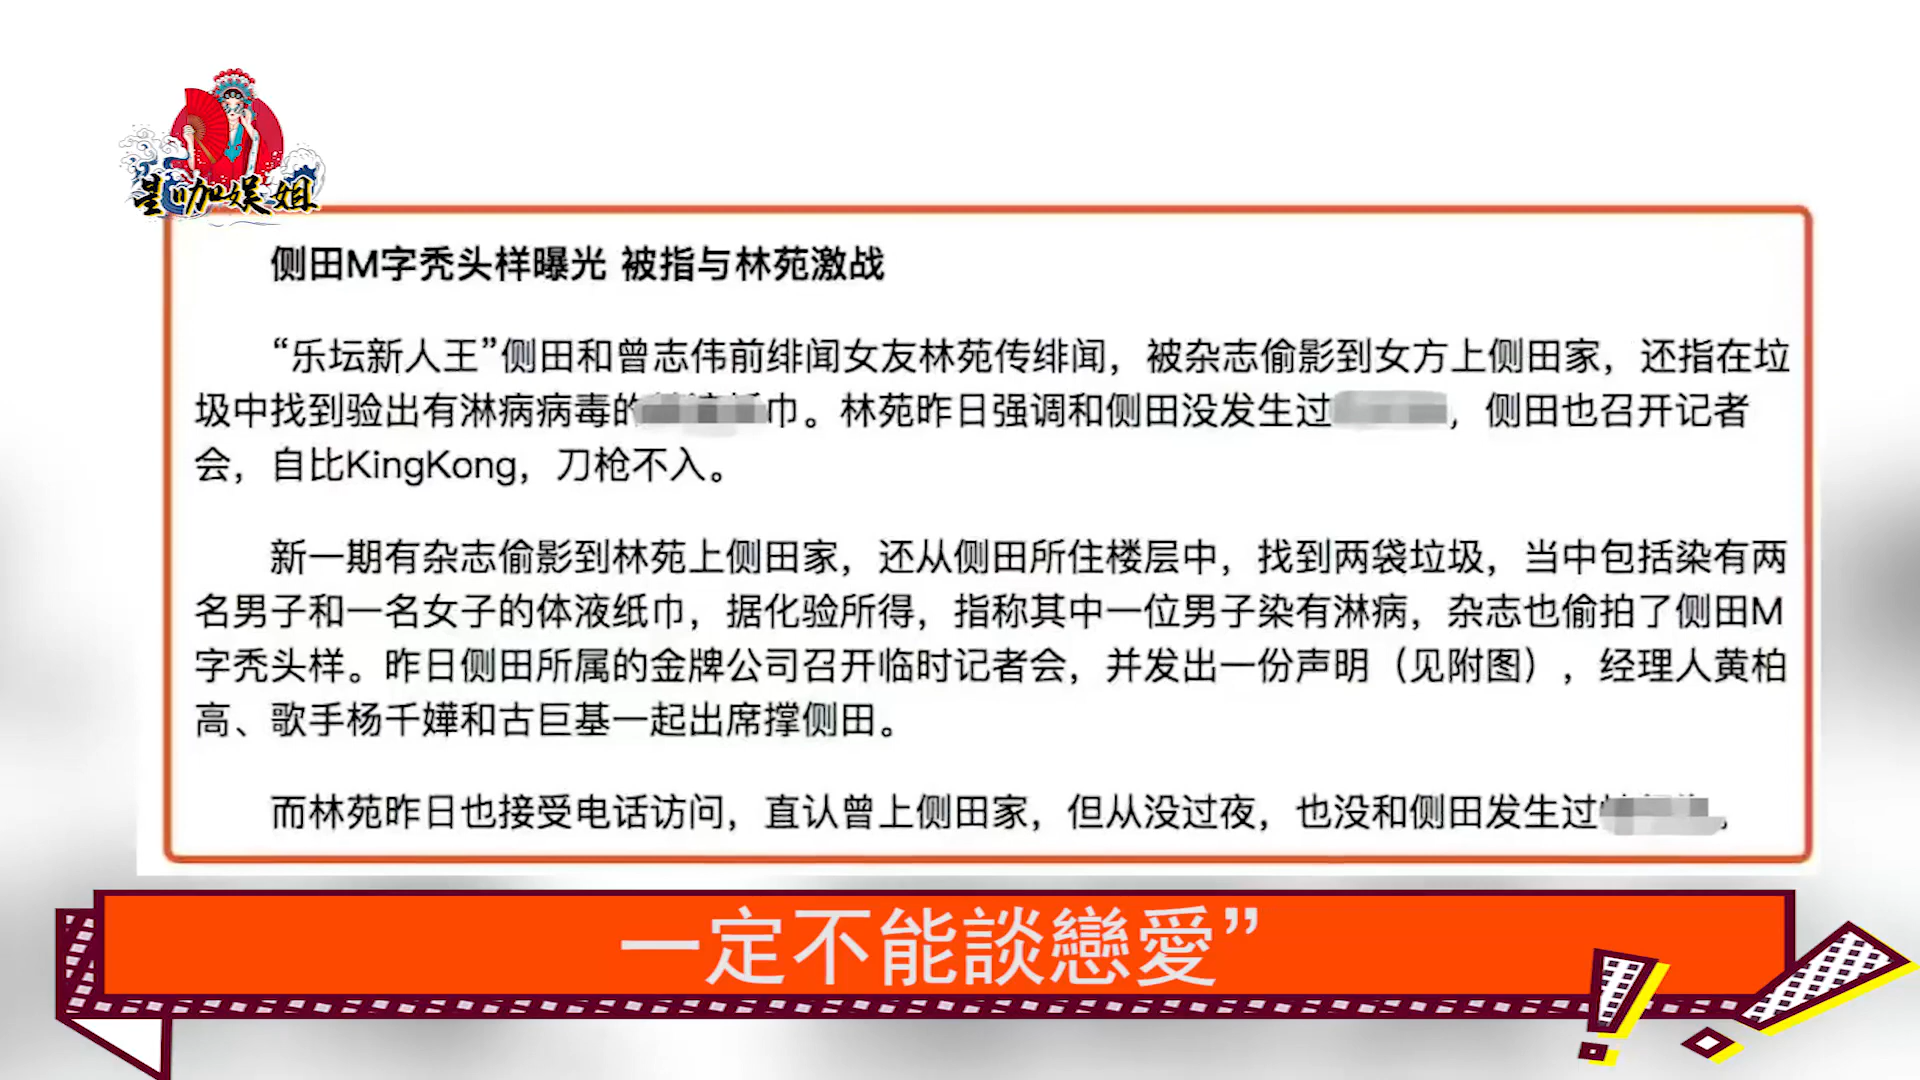 星咖娱姐
侧田M字秃头样曝光 被指与林苑激战
“乐坛新人王”侧田和曾志伟前绯闻女友林苑传绯闻，被杂志偷影到女方上侧田家，还指在垃
圾中找到验出有淋病病毒的巾。林苑昨日强调和侧田没发生过，侧田也召开记者
会，自比KingKong，刀枪不入。
新一期有杂志偷影到林苑上侧田家，还从侧田所住楼层中，找到两袋垃圾，当中包括染有两
名男子和一名女子的体液纸巾，据化验所得，指称其中一位男子染有淋病，杂志也偷拍了侧田M
字秃头样。昨日侧田所属的金牌公司召开临时记者会，并发出一份声明（见附图），经理人黄柏
高、歌手杨千嬅和古巨基一起出席撑侧田。
而林苑昨日也接受电话访问，直认曾上侧田家，但从没过夜，也没和侧田发生过。
一定不能談戀愛”